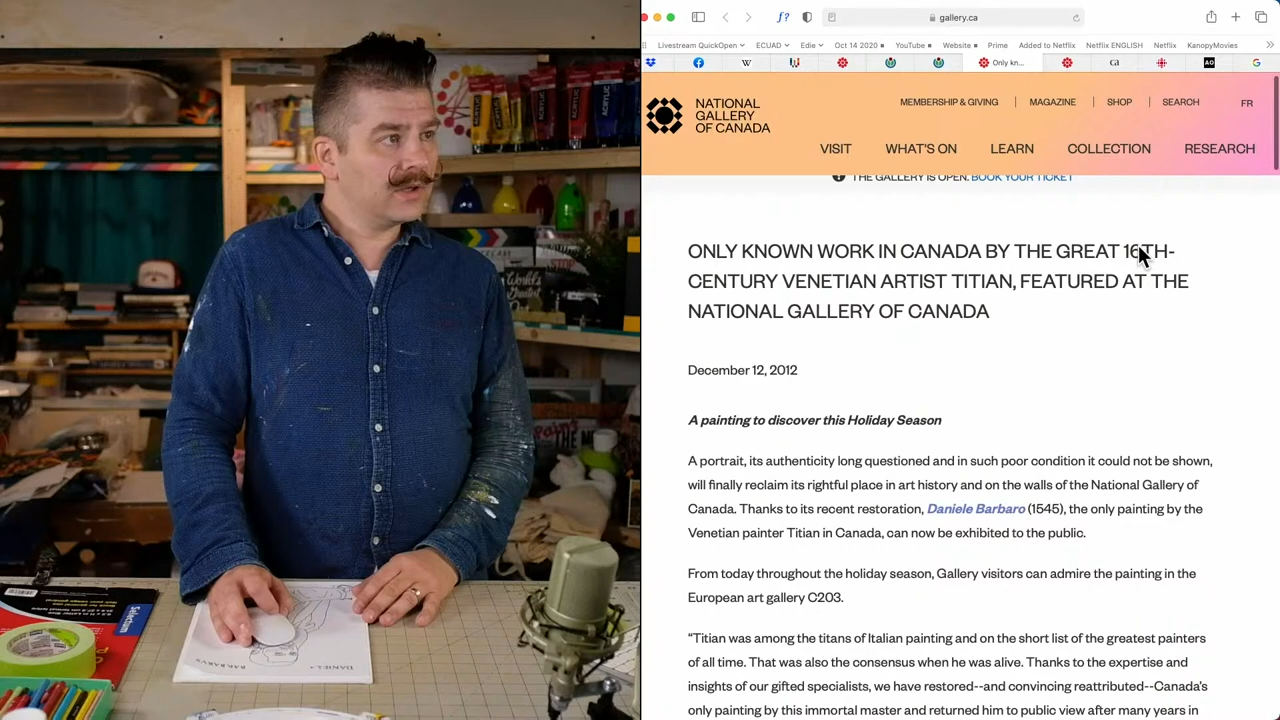 gallery.ca
Livestream QuickOpen
ECUAD
Edie
Oct 14 2020
YouTube
Website
Prime
Added to Netflix
Netflix ENGLISH
Netflix
KanopyMovies
Only kn...
NATIONAL
GALLERY
OF CANADA
MEMBERSHIP & GIVING
MAGAZINE
SHOP
SEARCH
FR
VISIT
WHAT'S ON
LEARN
COLLECTION
RESEARCH
THE GALLERY IS OPEN. BOOK YOUR TICKET
ONLY KNOWN WORK IN CANADA BY THE GREAT 16TH-
CENTURY VENETIAN ARTIST TITIAN, FEATURED AT THE
NATIONAL GALLERY OF CANADA
December 12, 2012
A painting to discover this Holiday Season
A portrait, its authenticity long questioned and in such poor condition it could not be shown,
will finally reclaim its rightful place in art history and on the walls of the National Gallery of
Canada. Thanks to its recent restoration, Daniele Barbaro (1545), the only painting by the
Venetian painter Titian in Canada, can now be exhibited to the public.
From today throughout the holiday season, Gallery visitors can admire the painting in the
European art gallery C203.
“Titian was among the titans of Italian painting and on the short list of the greatest painters
of all time. That was also the consensus when he was alive. Thanks to the expertise and
insights of our gifted specialists, we have restored--and convincing reattributed--Canada’s
only painting by this immortal master and returned him to public view after many years in
ACRYLIC
ACRYLIC
ACRYLIC
World's
Greatest
DANIEL
BARBARVS